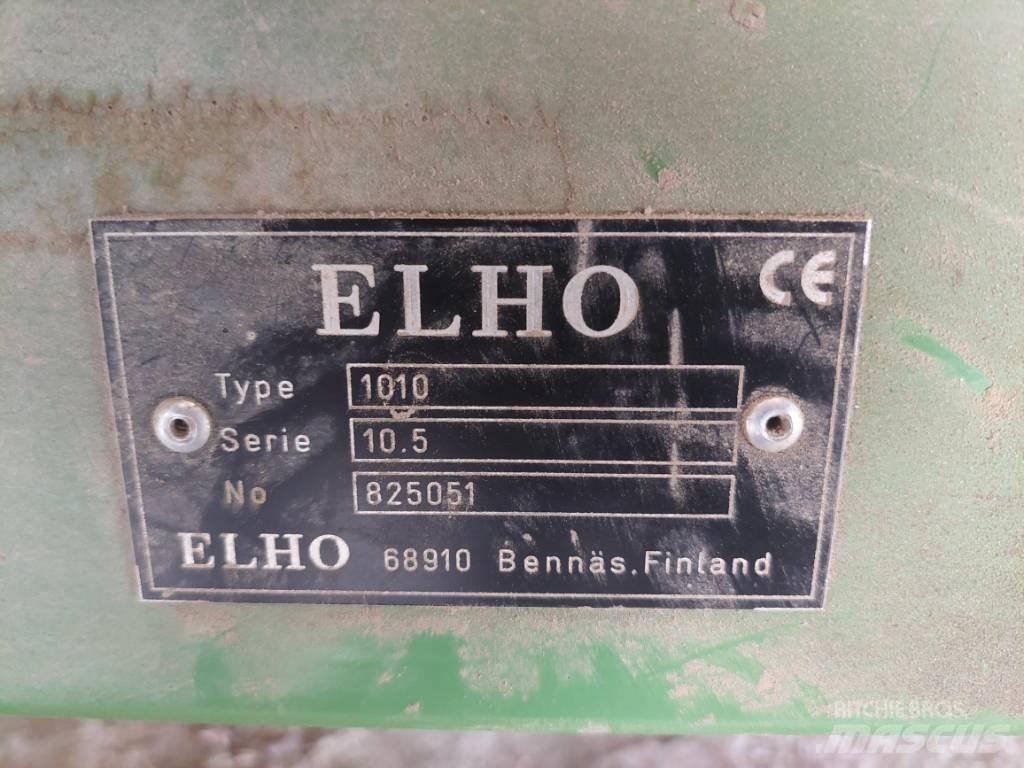 ELHO CE
Type 1010
Serie 10.5
No 825051
ELHO 68910 Bennäs.Finland
RITCHIE BROS.
MASCUS